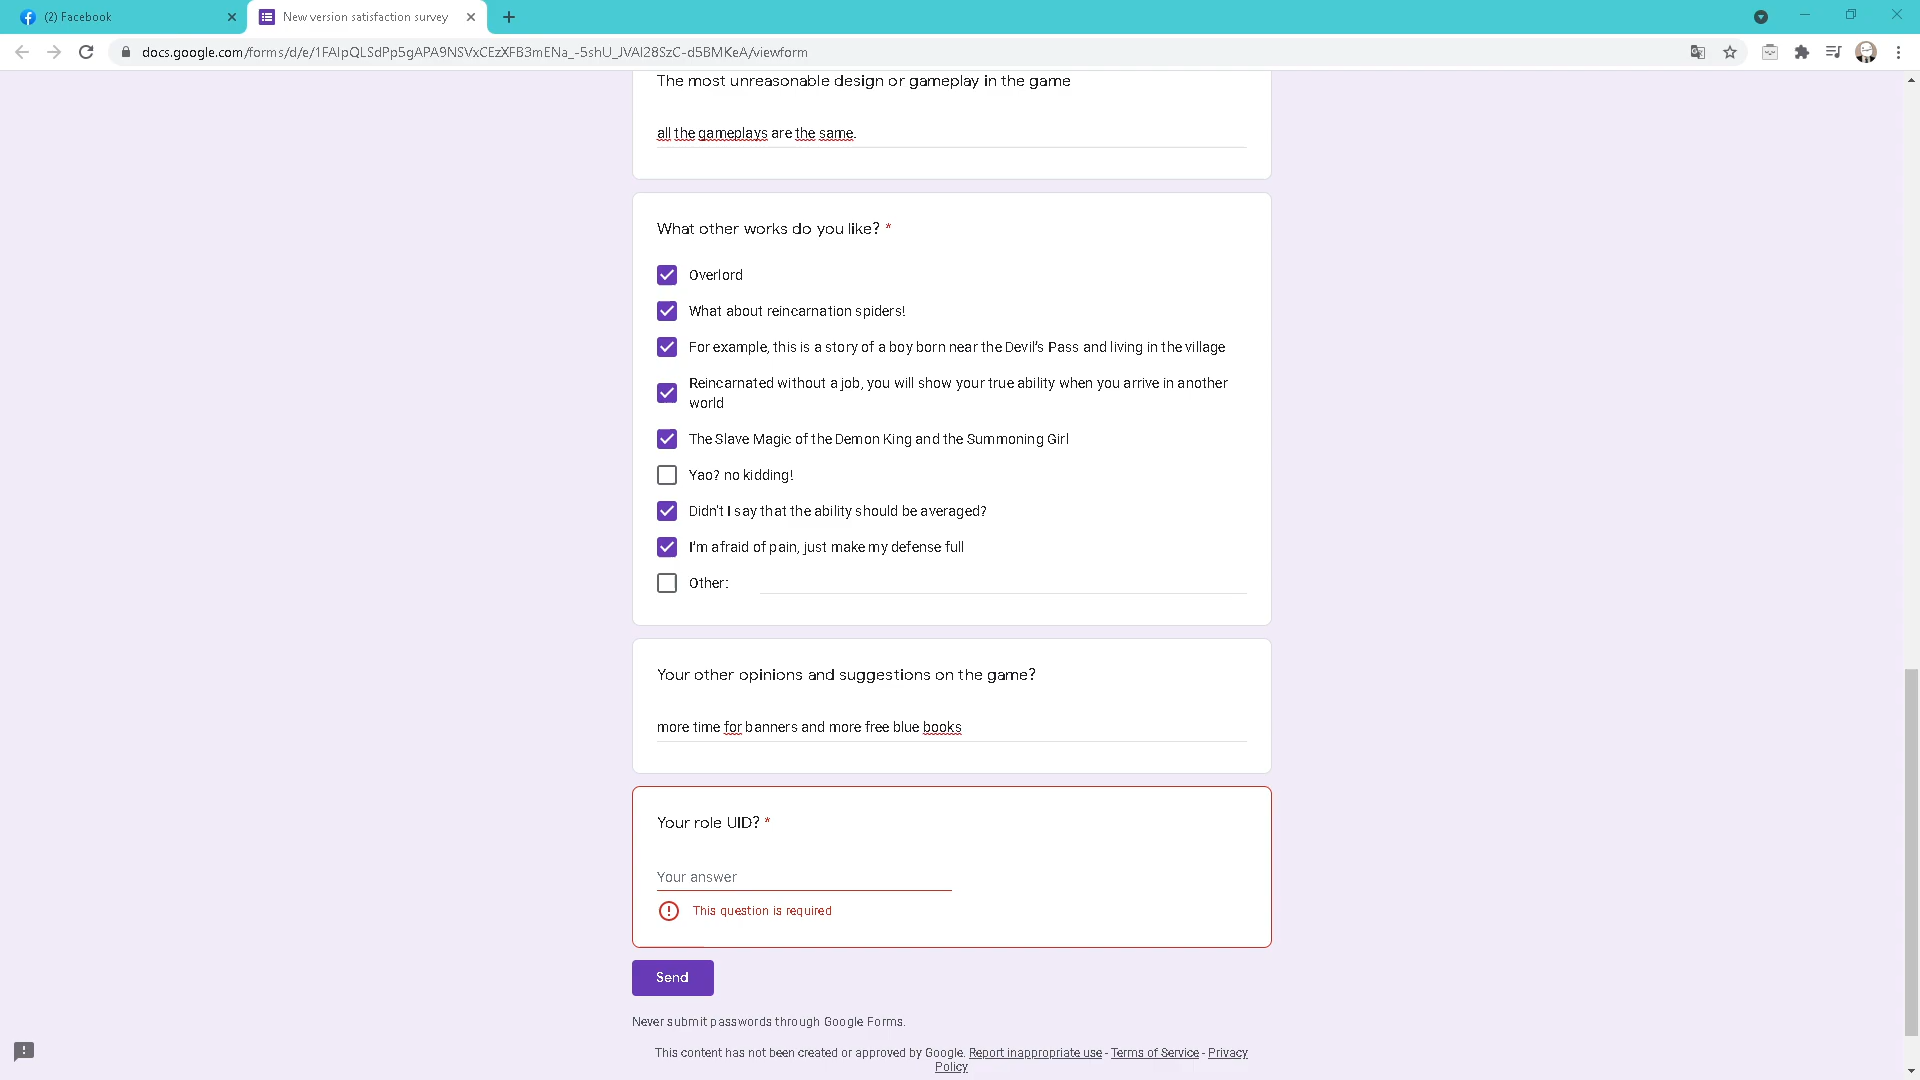 (2) Facebook
New version satisfaction survey
docs.google.com/forms/d/e/1FAIpQLSdPp5gAPA9NSVxCEzXFB3mENa_-5shU_JVAI28SzC-d5BMKeA/viewform
The most unreasonable design or gameplay in the game
all the gameplays are the same.
What other works do you like? *
Overlord
What about reincarnation spiders!
For example, this is a story of a boy born near the Devil's Pass and living in the village
Reincarnated without a job, you will show your true ability when you arrive in another
world
The Slave Magic of the Demon King and the Summoning Girl
Yao? no kidding!
Didn't I say that the ability should be averaged?
I'm afraid of pain, just make my defense full
Other:
Your other opinions and suggestions on the game?
more time for banners and more free blue books
Your role UID? *
Your answer
This question is required
Send
Never submit passwords through Google Forms.
This content has not been created or approved by Google. Report inappropriate use - Terms of Service - Privacy
Policy